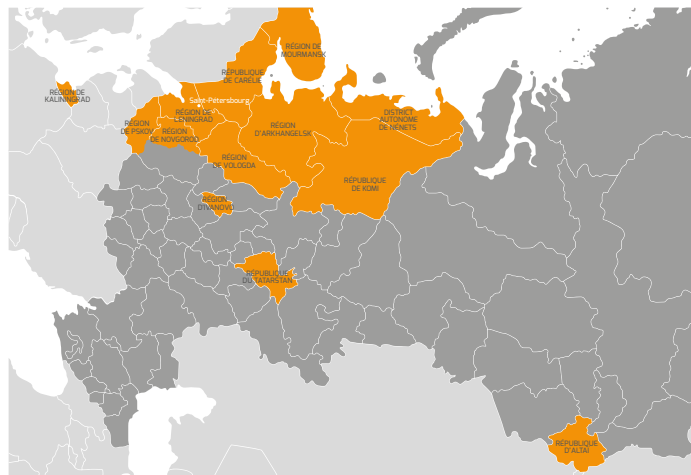 RÉGION DE
MOURMANSK
RÉPUBLIQUE
DE CARÉLIE
RÉGION DE
KALININGRAD
Saint-Pétersbourg
RÉGION DE
LENINGRAD
DISTRICT
AUTONOME
DE NENETS
RÉGION
DE PSKOV
RÉGION
DE NOVGOROD
RÉGION
D'ARKHANGELSK
RÉGION
DE VOLOGDA
RÉPUBLIQUE
DE KOMI
RÉGION
D'IVANOVO
RÉPUBLIQUE
DU TATARSTAN
RÉPUBLIQUE
D'ALTAÏ